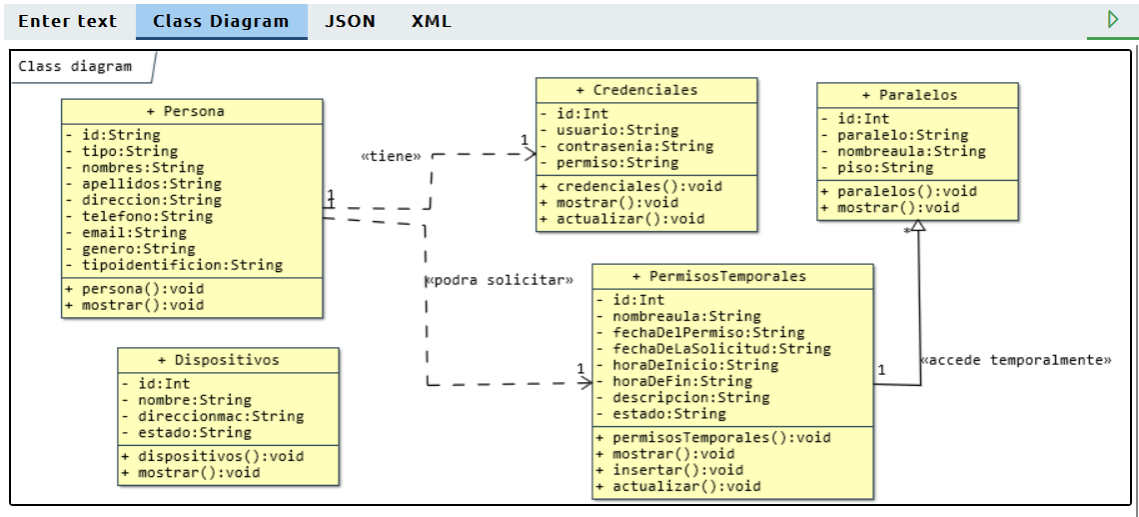 Enter text
Class Diagram
JSON
XML
Class diagram
+ Persona
- id:String
- tipo:String
- nombres:String
- apellidos:String
- direccion:String
- telefono:String
- email:String
- genero:String
- tipoidentificion:String
+ persona():void
+ mostrar():void
«tiene»
1
1
+ Credenciales
- id:Int
- usuario:String
- contrasenia:String
- permiso:String
+ credenciales():void
+ mostrar():void
+ actualizar():void
+ Paralelos
- id:Int
- paralelo:String
- nombreaula:String
- piso:String
+ paralelos():void
+ mostrar():void
*
«podra solicitar»
1
+ PermisosTemporales
- id:Int
- nombreaula:String
- fechaDelPermiso:String
- fechaDeLaSolicitud:String
- horaDeInicio:String
- horaDeFin:String
- descripcion:String
- estado:String
+ permisosTemporales():void
+ mostrar():void
+ insertar():void
+ actualizar():void
1
«accede temporalmente»
+ Dispositivos
- id:Int
- nombre:String
- direccionmac:String
- estado:String
+ dispositivos():void
+ mostrar():void